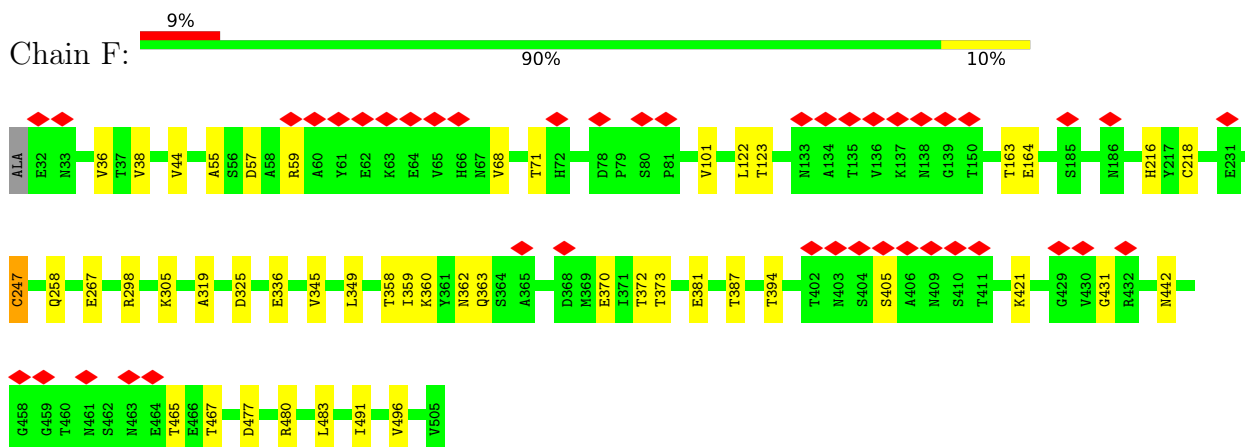 9%
Chain F:
90% 10%
ALA E32 N33 V36 T37 V38 V44 A55 S56 D57 A58 R59 A60 Y61 E62 K63 E64 V65 H66 N67 V68 T71 H72 D78 P79 S80 P81 V101 L122 T123 N133 A134 T135 V136 K137 N138 G139 T150 T163 E164 S185 N186 H216 Y217 C218 E231
C247 Q258 E267 R298 K305 A319 D325 E336 V345 L349 T358 I359 K360 Y361 N362 Q363 S364 A365 D368 M369 E370 I371 T372 T373 E381 T387 T394 T402 N403 S404 S405 A406 N409 S410 T411 K421 G429 V430 G431 R432 N442
G458 G459 T460 N461 S462 N463 E464 T465 E466 T467 D477 R480 L483 I491 V496 V505